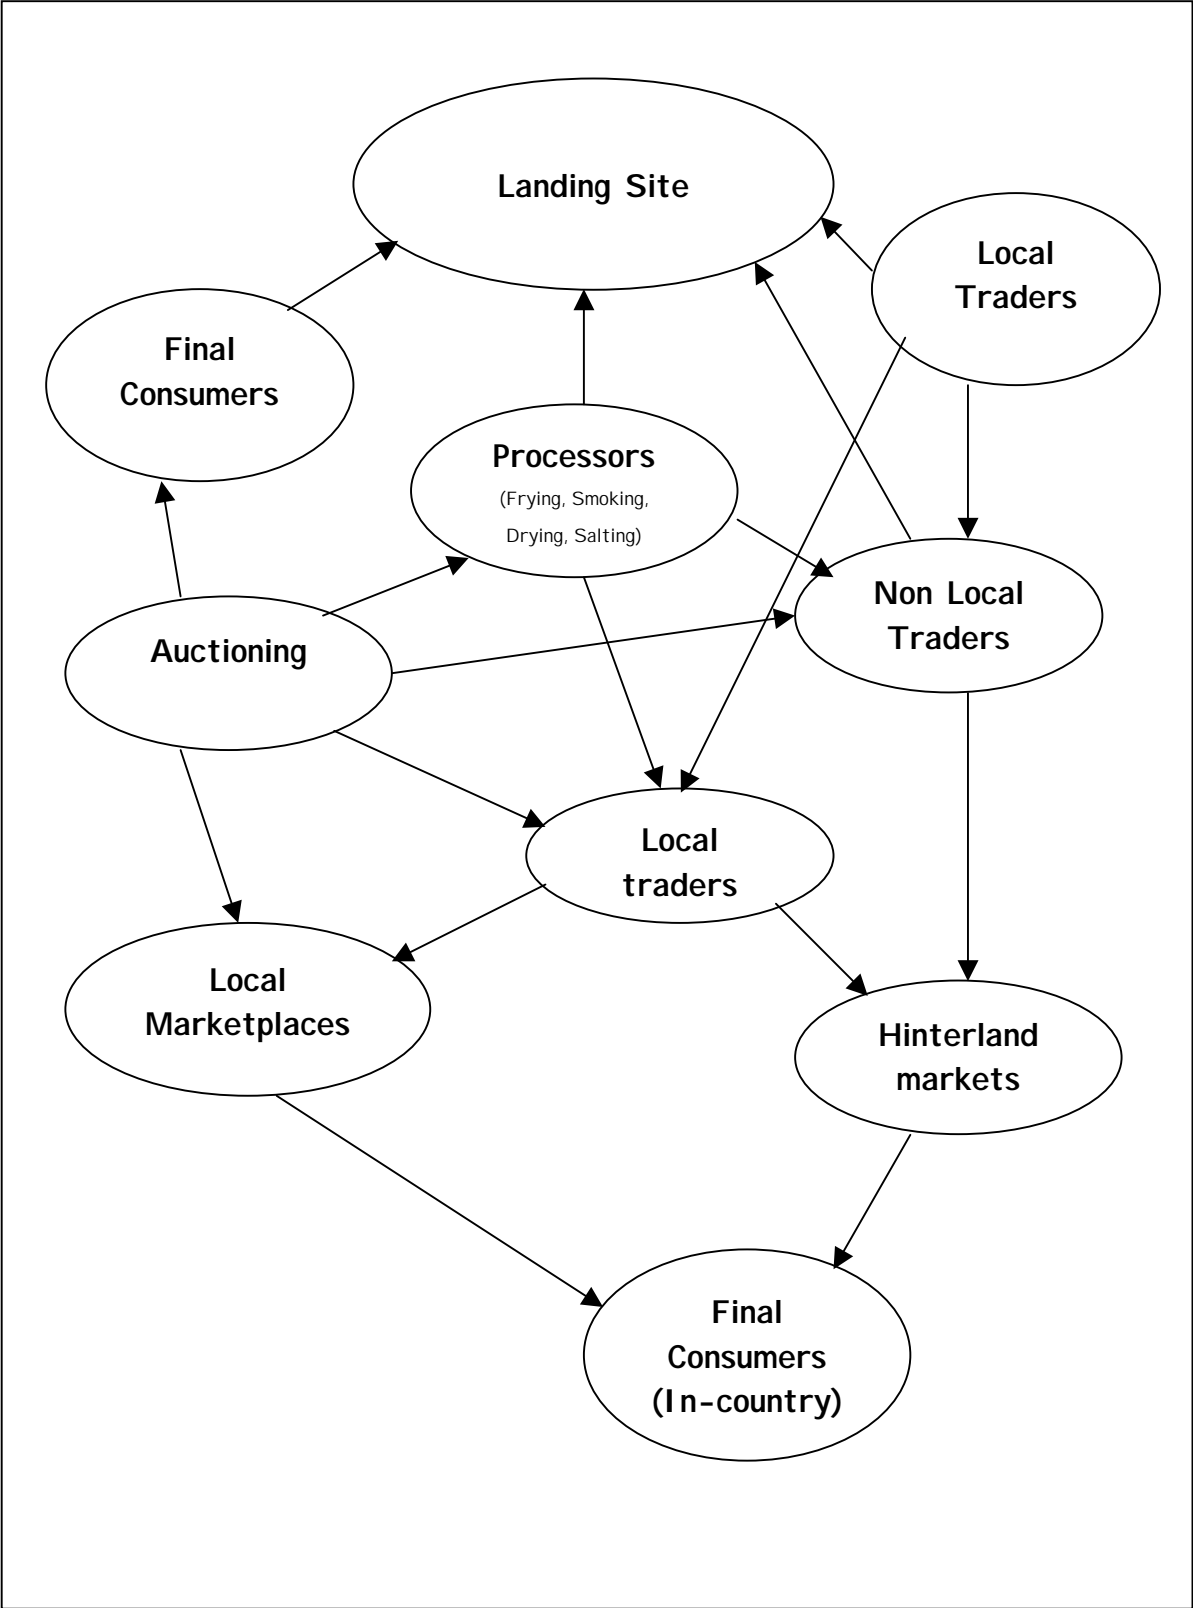 Landing Site
Local
Traders
Final
Consumers
Processors
(Frying, Smoking,
Drying, Salting)
Non Local
Traders
Auctioning
Local
traders
Local
Marketplaces
Hinterland
markets
Final
Consumers
(In-country)